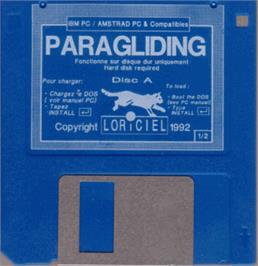 IBM PC / AMSTRAD PC & Compatibles
PARAGLIDING
Fonctionne sur disque dur uniquement
Hard disk required
Disc A
Pour charger: To load:
• Chargez le DOS • Boot the DOS
( voir manuel PC) (see PC manual)
• Tapez • Type
INSTALL ↵ INSTALL ↵
Copyright LORICIEL 1992
1/2